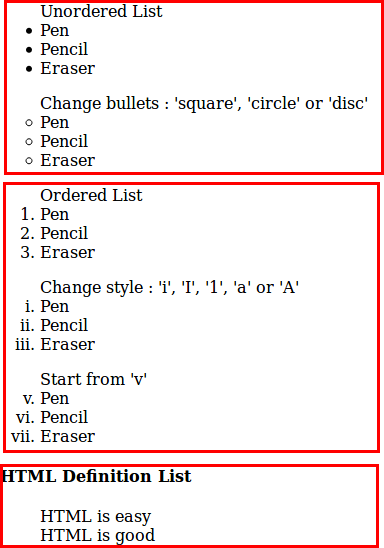 Unordered List
• Pen
• Pencil
• Eraser
Change bullets : 'square', 'circle' or 'disc'
◦ Pen
◦ Pencil
◦ Eraser
Ordered List
1. Pen
2. Pencil
3. Eraser
Change style : 'i', 'I', '1', 'a' or 'A'
i. Pen
ii. Pencil
iii. Eraser
Start from 'v'
v. Pen
vi. Pencil
vii. Eraser
HTML Definition List
HTML is easy
HTML is good